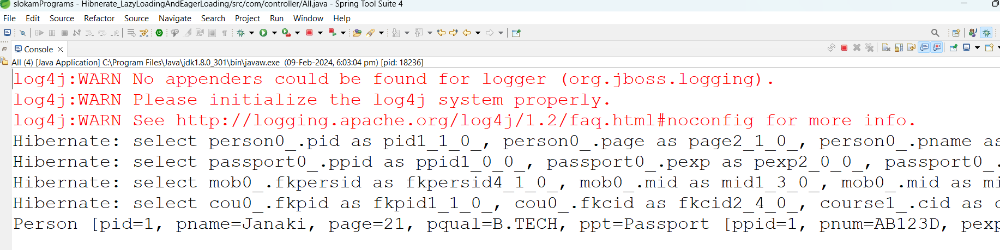 slokamPrograms - Hibnerate_LazyLoadingAndEagerLoading/src/com/controller/All.java - Spring Tool Suite 4
File Edit Source Refactor Source Navigate Search Project Run Window Help
Console
All (4) [Java Application] C:\Program Files\Java\jdk1.8.0_301\bin\javaw.exe (09-Feb-2024, 6:03:04 pm) [pid: 18236]
log4j:WARN No appenders could be found for logger (org.jboss.logging).
log4j:WARN Please initialize the log4j system properly.
log4j:WARN See http://logging.apache.org/log4j/1.2/faq.html#noconfig for more info.
Hibernate: select person0_.pid as pid1_1_0_, person0_.page as page2_1_0_, person0_.pname as
Hibernate: select passport0_.ppid as ppid1_0_0_, passport0_.pexp as pexp2_0_0_, passport0_.
Hibernate: select mob0_.fkpersid as fkpersid4_1_0_, mob0_.mid as mid1_3_0_, mob0_.mid as mi
Hibernate: select cou0_.fkpid as fkpid1_1_0_, cou0_.fkcid as fkcid2_4_0_, course1_.cid as
Person [pid=1, pname=Janaki, page=21, pqual=B.TECH, ppt=Passport [ppid=1, pnum=AB123D, pexp